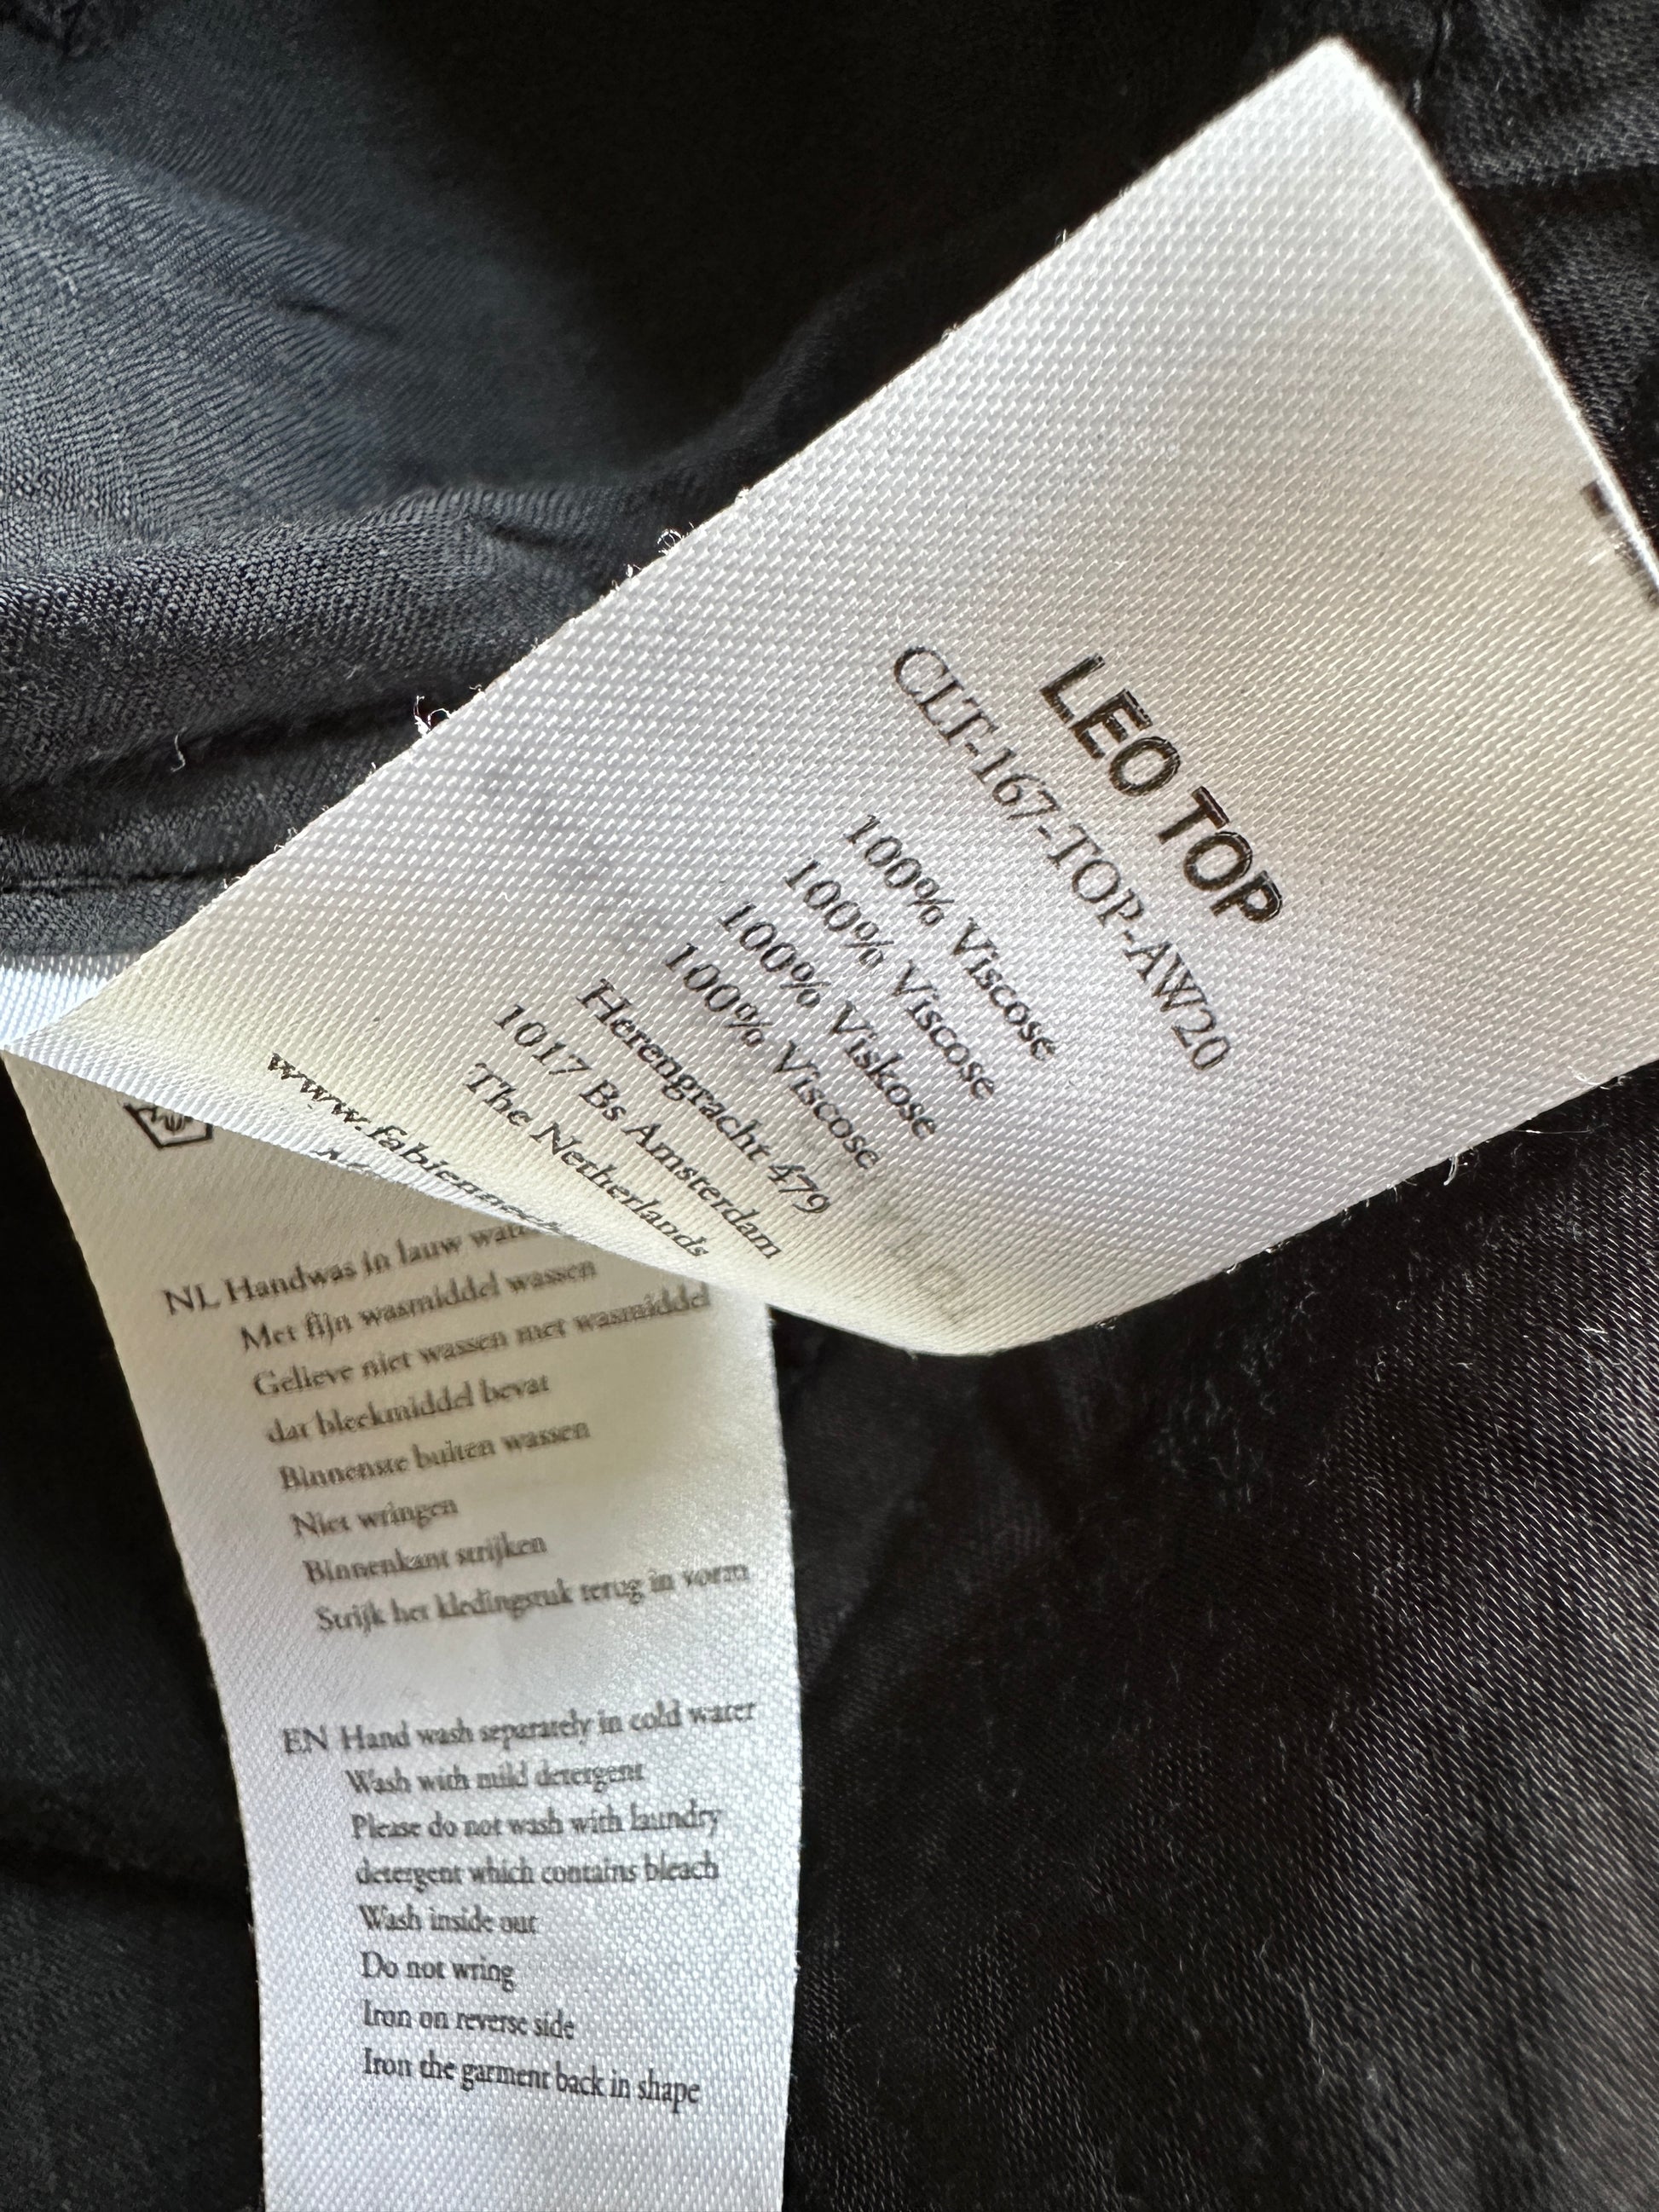 LEO TOP
CLT-167-TOP-AW20
100% Viscose
100% Viscose
100% Viskose
100% Viscose
Herengracht 479
1017 Bs Amsterdam
The Netherlands
NL Handwas in lauw
Met fijn wasmiddel wassen
Gelieve niet wassen met wasmiddel
dat bleekmiddel bevat
Binnenste buiten wassen
Niet wringen
Binnenkant strijken
Strijk het kledingstuk terug in vorm
EN Hand wash separately in cold water
Wash with mild detergent
Please do not wash with laundry
detergent which contains bleach
Wash inside out
Do not wring
Iron on reverse side
Iron the garment back in shape